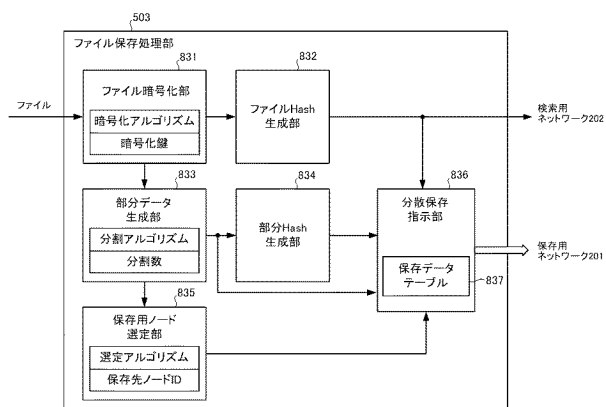 503
ファイル保存処理部
831
832
ファイル
ファイル暗号化部
暗号化アルゴリズム
暗号化鍵
ファイルHash
生成部
検索用
ネットワーク202
833
834
836
部分データ
生成部
分割アルゴリズム
分割数
部分Hash
生成部
分散保存
指示部
保存データ
テーブル
837
保存用
ネットワーク201
835
保存用ノード
選定部
選定アルゴリズム
保存先ノードID